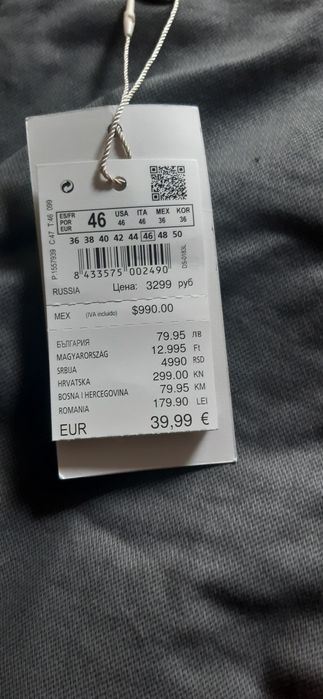 P1557939 C:47 T:46 099
ES/FR POR EUR 46 USA 46 ITA 46 MEX 36 KOR 36
36 38 40 42 44 46 48 50
8 433575 002490
RUSSIA Цена: 3299 руб
MEX (IVA incluido) $990.00
БЪЛГАРИЯ 79.95 лв
MAGYARORSZAG 12.995 Ft
SRBIJA 4990 RSD
HRVATSKA 299.00 KN
BOSNA I HERCEGOVINA 79.95 KM
ROMANIA 179.90 LEI
EUR 39,99 €